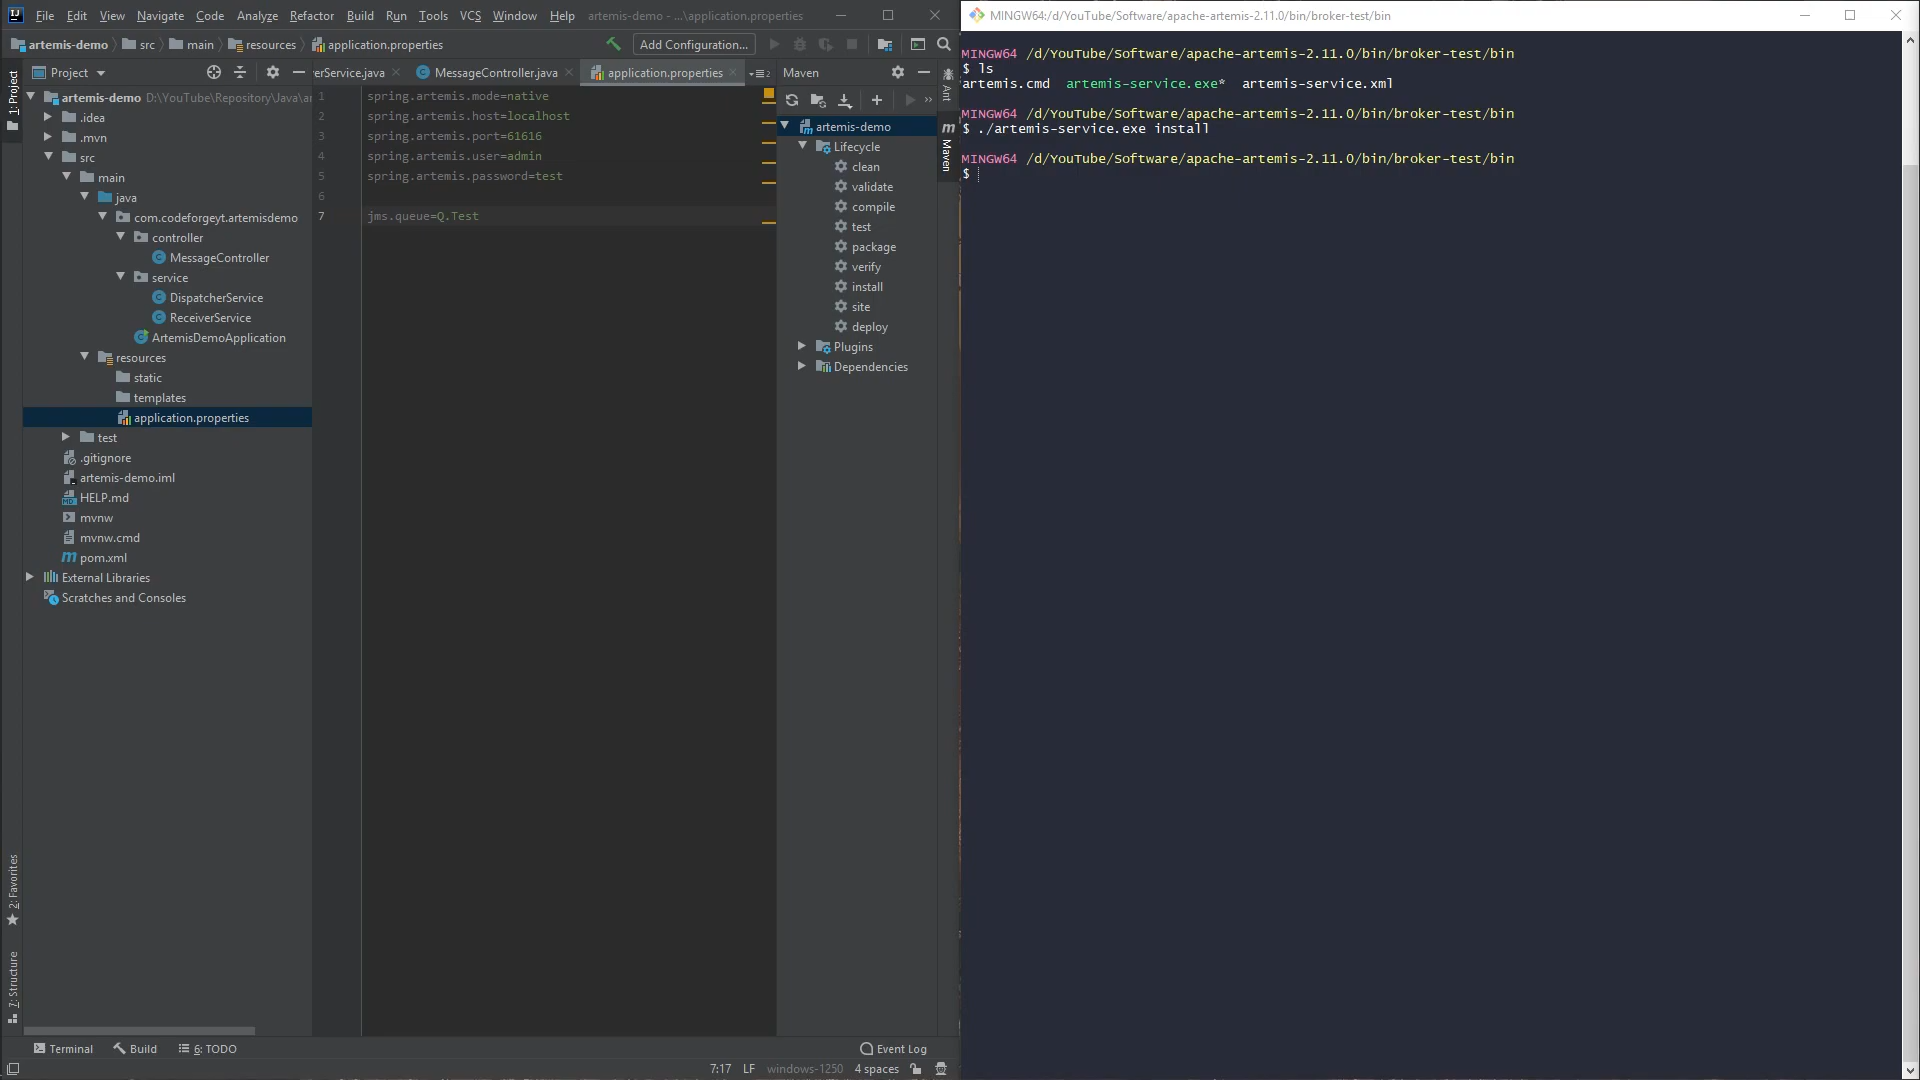 File Edit View Navigate Code Analyze Refactor Build Run Tools VCS Window Help artemis-demo - ...\application.properties
artemis-demo src main resources application.properties
Add Configuration...
Project
erService.java MessageController.java application.properties 2
artemis-demo D:\YouTube\Repository\Java\ar
.idea
.mvn
src
main
java
com.codeforgeyt.artemisdemo
controller
MessageController
service
DispatcherService
ReceiverService
ArtemisDemoApplication
resources
static
templates
application.properties
test
.gitignore
artemis-demo.iml
HELP.md
mvnw
mvnw.cmd
pom.xml
External Libraries
Scratches and Consoles
1 spring.artemis.mode=native
2 spring.artemis.host=localhost
3 spring.artemis.port=61616
4 spring.artemis.user=admin
5 spring.artemis.password=test
6
7 jms.queue=Q.Test
Maven
artemis-demo
Lifecycle
clean
validate
compile
test
package
verify
install
site
deploy
Plugins
Dependencies
Ant
Maven
1: Project
2: Favorites
7: Structure
Terminal Build 6: TODO Event Log
7:17 LF windows-1250 4 spaces
MINGW64:/d/YouTube/Software/apache-artemis-2.11.0/bin/broker-test/bin
MINGW64 /d/YouTube/Software/apache-artemis-2.11.0/bin/broker-test/bin
$ ls
artemis.cmd artemis-service.exe* artemis-service.xml
MINGW64 /d/YouTube/Software/apache-artemis-2.11.0/bin/broker-test/bin
$ ./artemis-service.exe install
MINGW64 /d/YouTube/Software/apache-artemis-2.11.0/bin/broker-test/bin
$